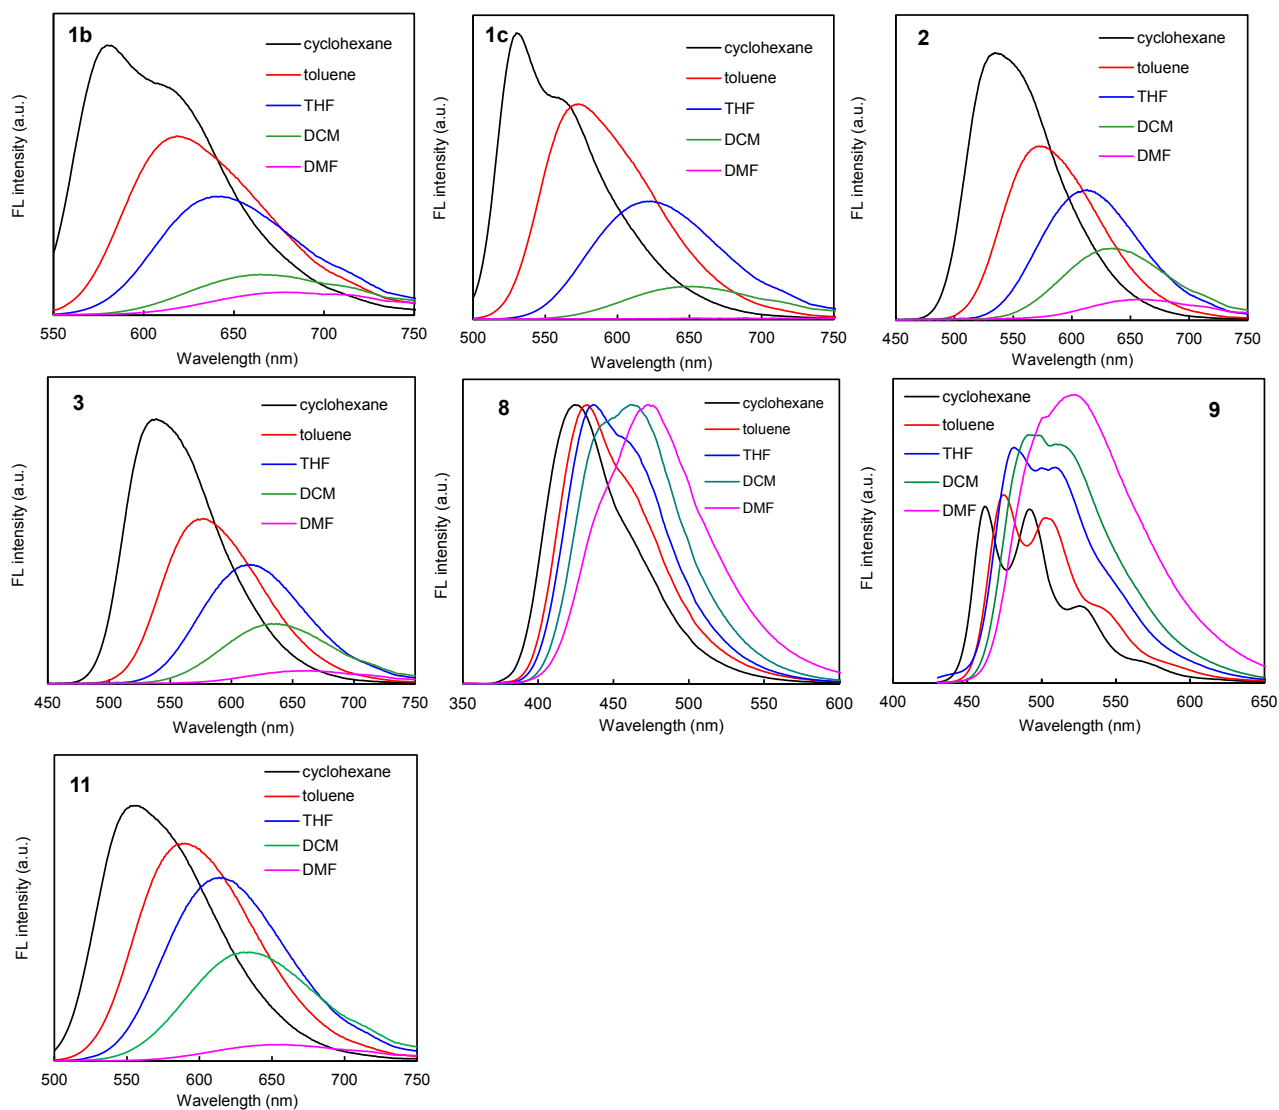 1b
cyclohexane
toluene
THF
DCM
DMF
FL intensity (a.u.)
550 600 650 700 750
Wavelength (nm)
1c
cyclohexane
toluene
THF
DCM
DMF
FL intensity (a.u.)
500 550 600 650 700 750
Wavelength (nm)
2
cyclohexane
toluene
THF
DCM
DMF
FL intensity (a.u.)
450 500 550 600 650 700 750
Wavelength (nm)
3
cyclohexane
toluene
THF
DCM
DMF
FL intensity (a.u.)
450 500 550 600 650 700 750
Wavelength (nm)
8
cyclohexane
toluene
THF
DCM
DMF
FL intensity (a.u.)
350 400 450 500 550 600
Wavelength (nm)
9
cyclohexane
toluene
THF
DCM
DMF
FL intensity (a.u.)
400 450 500 550 600 650
Wavelength (nm)
11
cyclohexane
toluene
THF
DCM
DMF
FL intensity (a.u.)
500 550 600 650 700 750
Wavelength (nm)